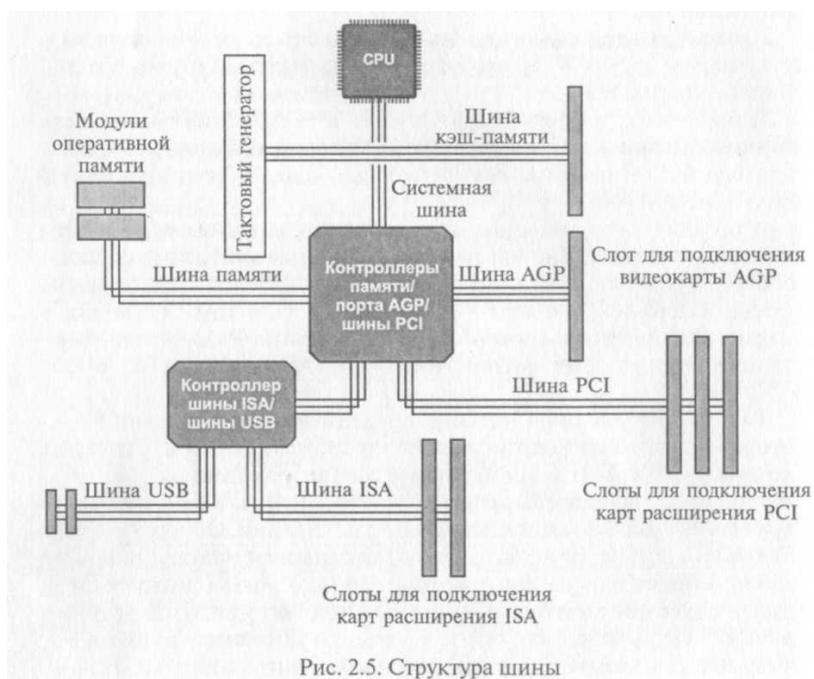 CPU
Модули
оперативной
памяти
Тактовый генератор
Шина
кэш-памяти
Системная
шина
Шина памяти
Контроллеры
памяти/
порта AGP/
шины PCI
Шина AGP
Слот для подключения
видеокарты AGP
Шина PCI
Контроллер
шины ISA/
шины USB
Шина USB
Шина ISA
Слоты для подключения
карт расширения PCI
Слоты для подключения
карт расширения ISA
Рис. 2.5. Структура шины